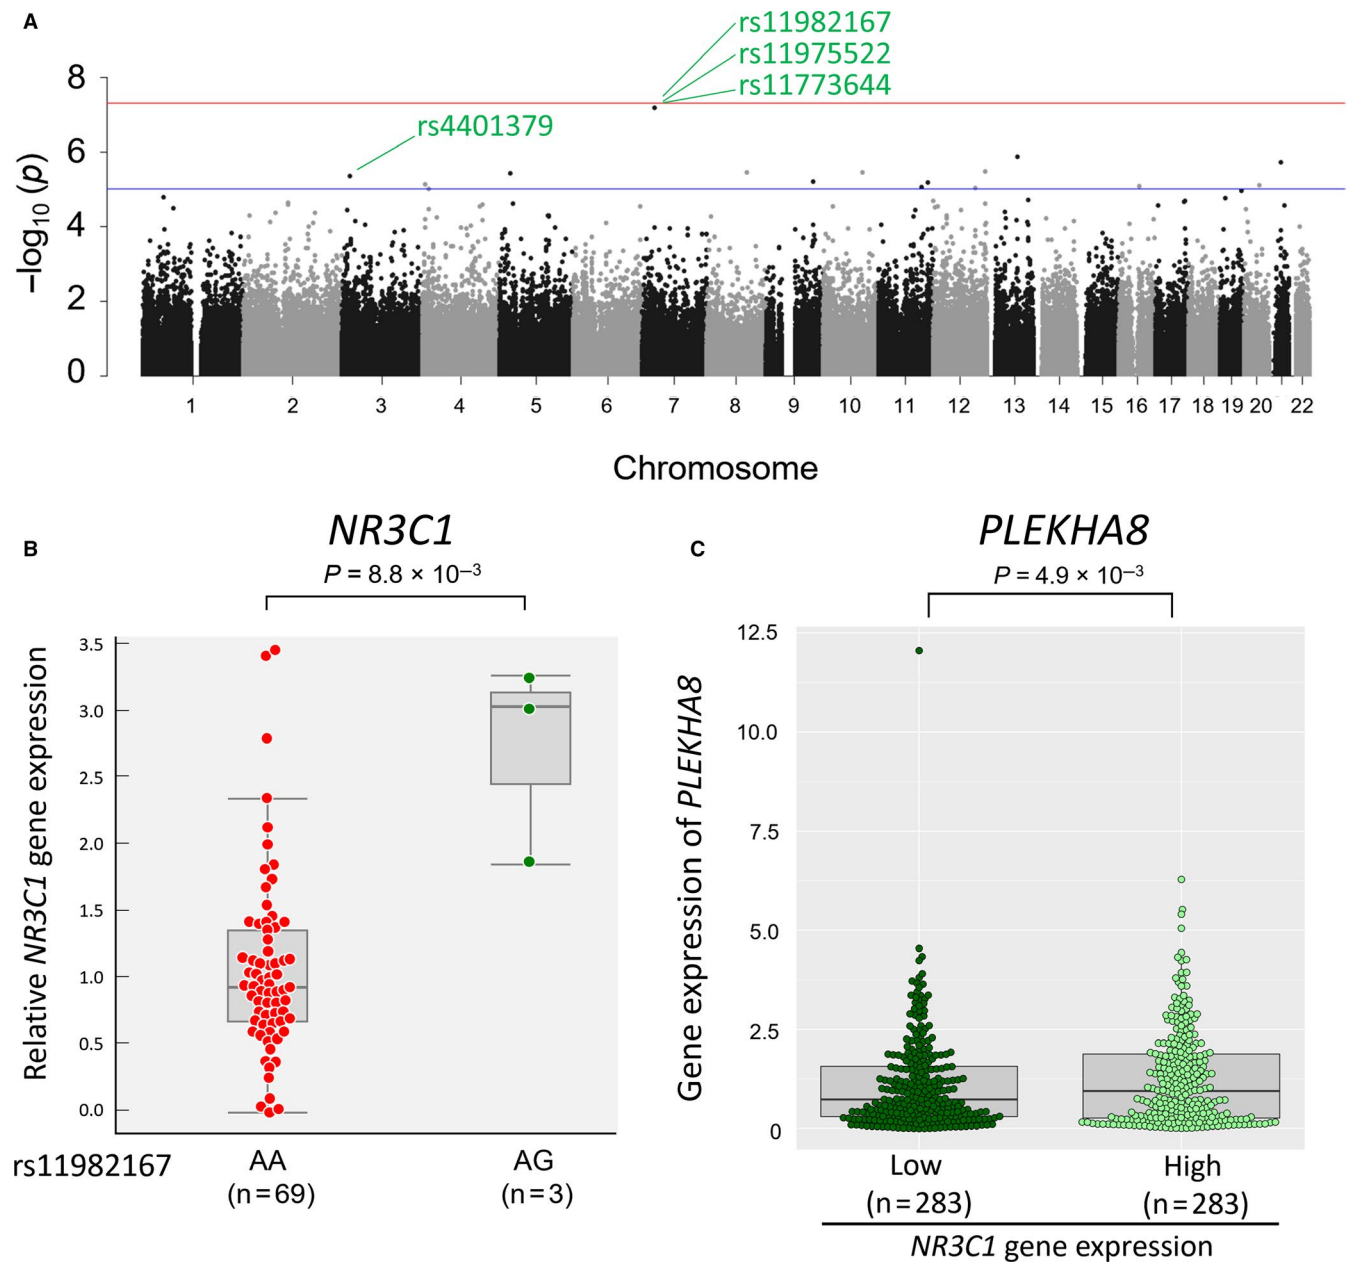 A
rs11982167
rs11975522
rs11773644
rs4401379
8
6
4
2
0
−log10 (p)
1 2 3 4 5 6 7 8 9 10 11 12 13 14 15 16 17 18 19 20 22
Chromosome
B
NR3C1
P = 8.8 × 10–3
3.5
3.0
2.5
2.0
1.5
1.0
0.5
0.0
Relative NR3C1 gene expression
rs11982167
AA AG
(n=69) (n=3)
C
PLEKHA8
P = 4.9 × 10–3
12.5
10.0
7.5
5.0
2.5
0
Gene expression of PLEKHA8
Low High
(n=283) (n=283)
NR3C1 gene expression